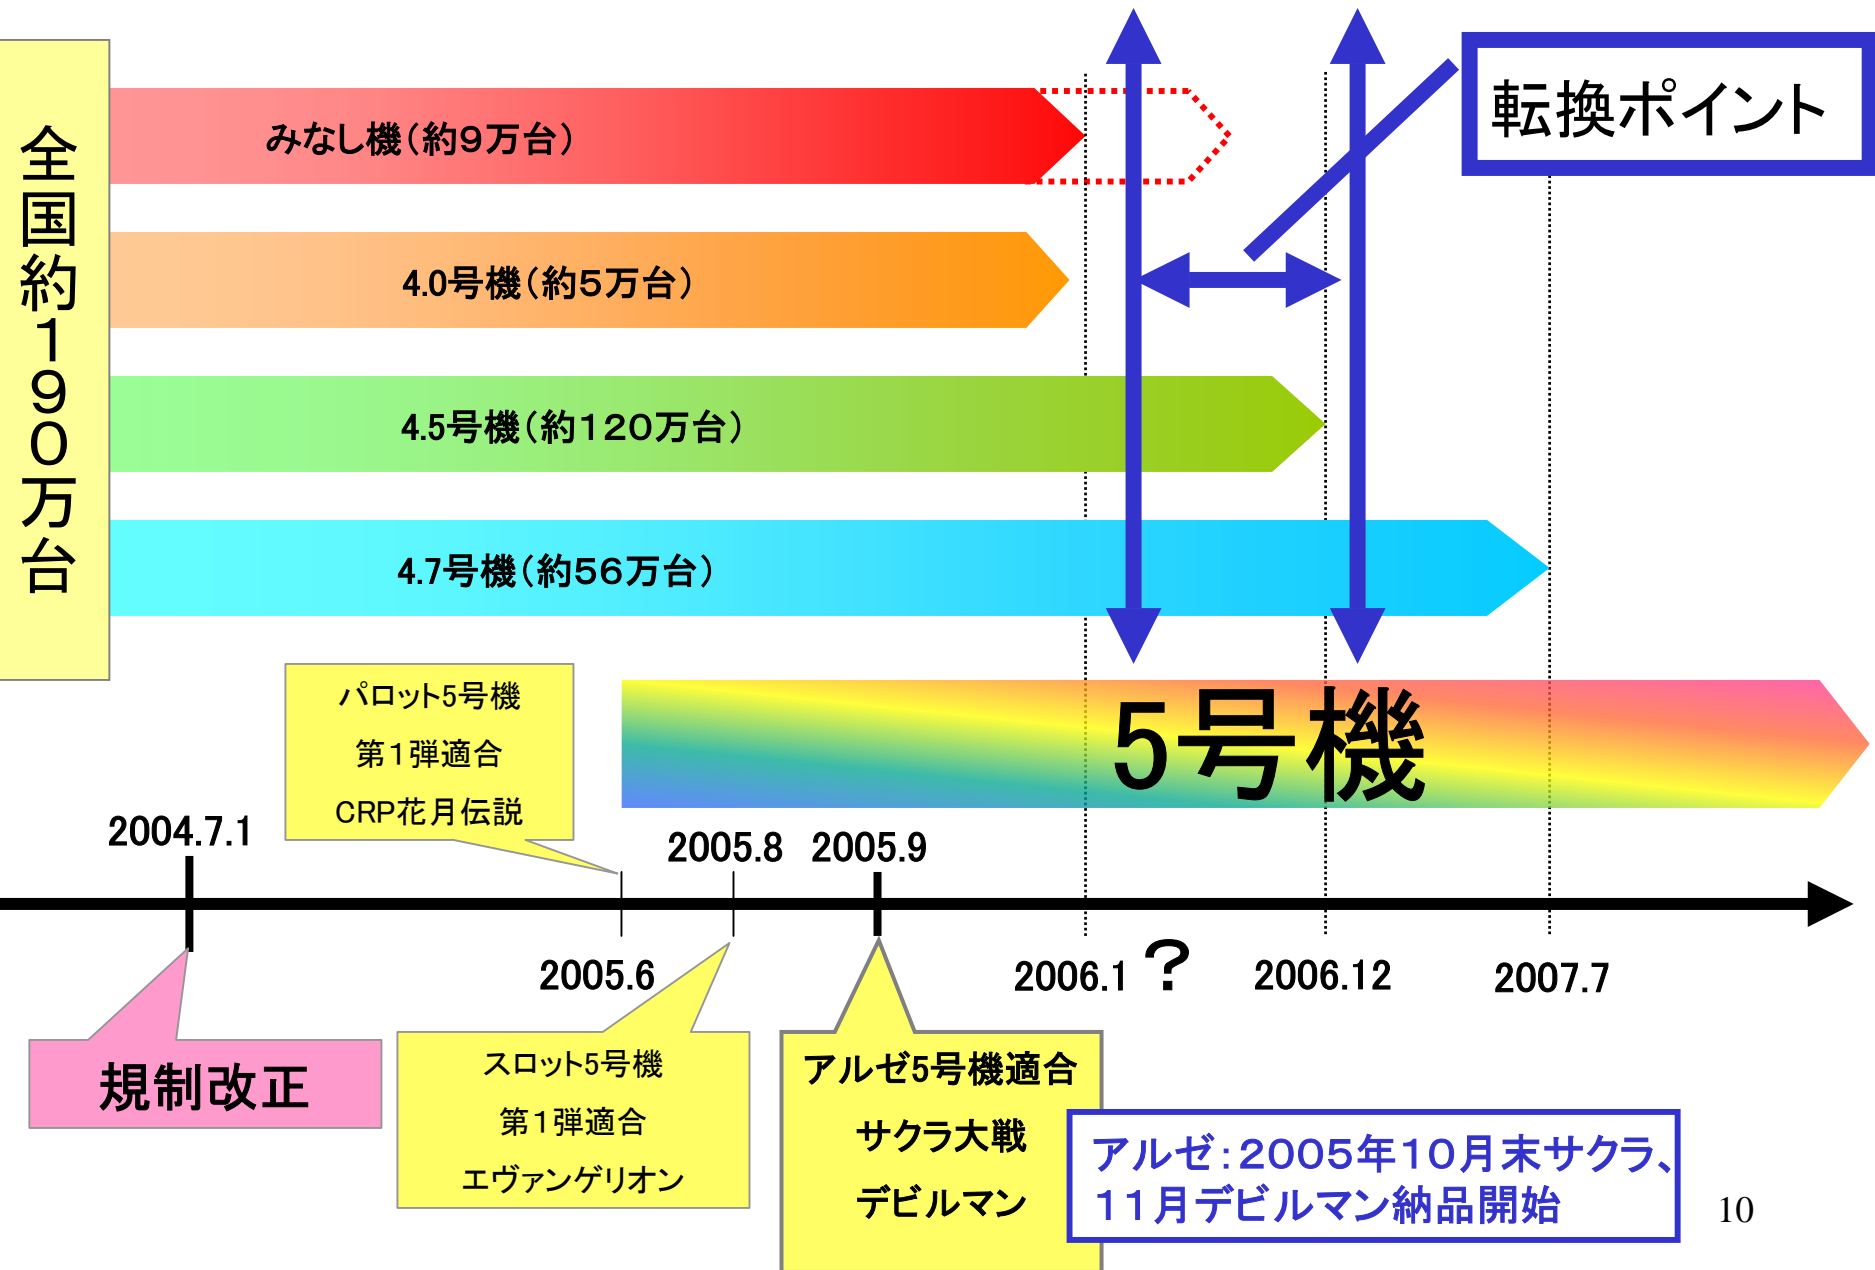 全国約190万台
みなし機（約９万台）
4.0号機（約５万台）
4.5号機（約１２０万台）
4.7号機（約５６万台）
転換ポイント
5号機
パロット5号機
第１弾適合
CRP花月伝説
2004.7.1
2005.8
2005.9
2005.6
2006.1？
2006.12
2007.7
規制改正
スロット5号機
第１弾適合
エヴァンゲリオン
アルゼ5号機適合
サクラ大戦
デビルマン
アルゼ：２００５年１０月末サクラ、
１１月デビルマン納品開始
10